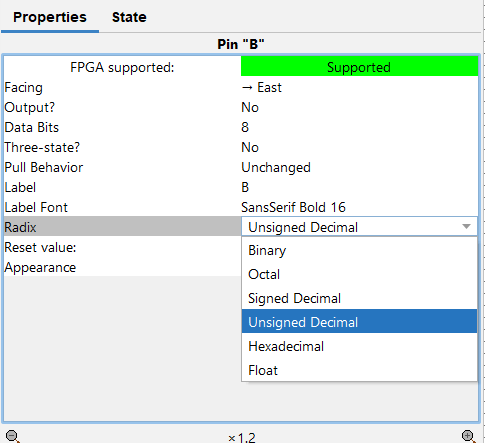 Properties State
Pin "B"
FPGA supported: Supported
Facing → East
Output? No
Data Bits 8
Three-state? No
Pull Behavior Unchanged
Label B
Label Font SansSerif Bold 16
Radix Unsigned Decimal
Reset value:
Appearance
Binary
Octal
Signed Decimal
Unsigned Decimal
Hexadecimal
Float
×1.2